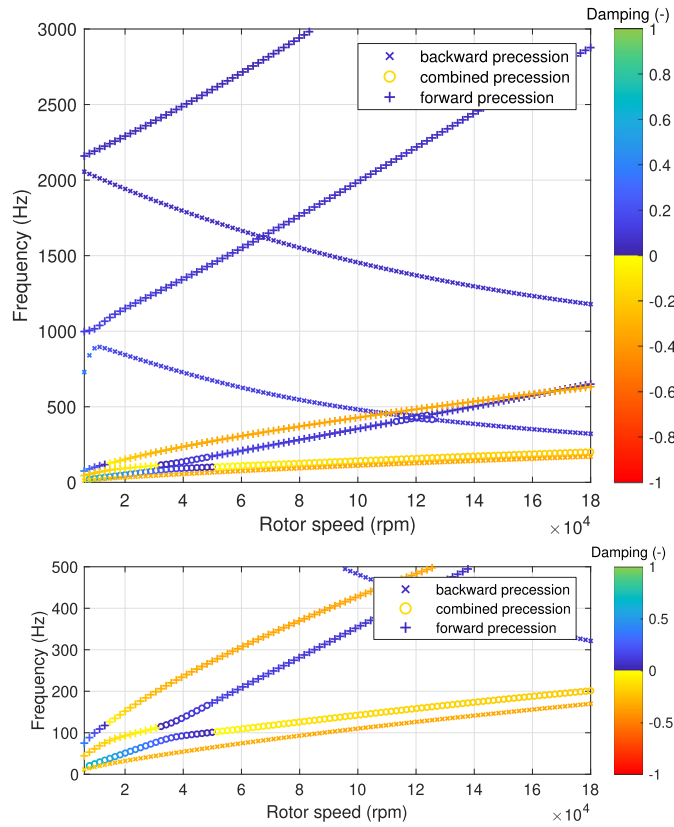 Damping (-)
3000
2500
2000
1500
1000
500
0
Frequency (Hz)
backward precession
combined precession
forward precession
1
0.8
0.6
0.4
0.2
0
-0.2
-0.4
-0.6
-0.8
-1
2 4 6 8 10 12 14 16 18
Rotor speed (rpm)
×10⁴
Damping (-)
500
400
300
200
100
0
Frequency (Hz)
backward precession
combined precession
forward precession
1
0.5
0
-0.5
-1
2 4 6 8 10 12 14 16 18
Rotor speed (rpm)
×10⁴